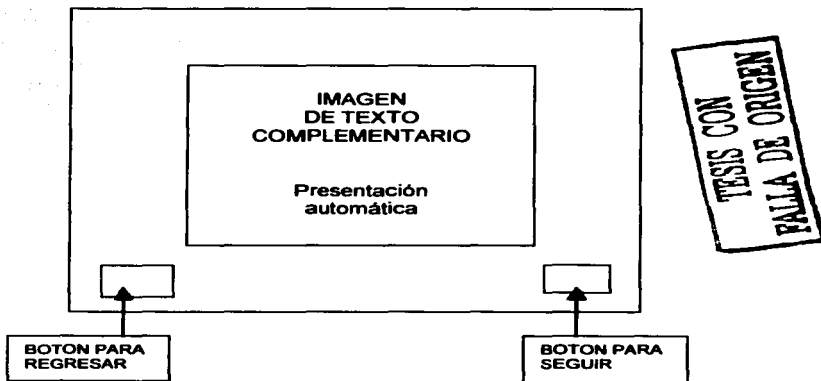 IMAGEN
DE TEXTO
COMPLEMENTARIO
Presentación
automática
TESIS CON
FALLA DE ORIGEN
BOTON PARA
REGRESAR
BOTON PARA
SEGUIR